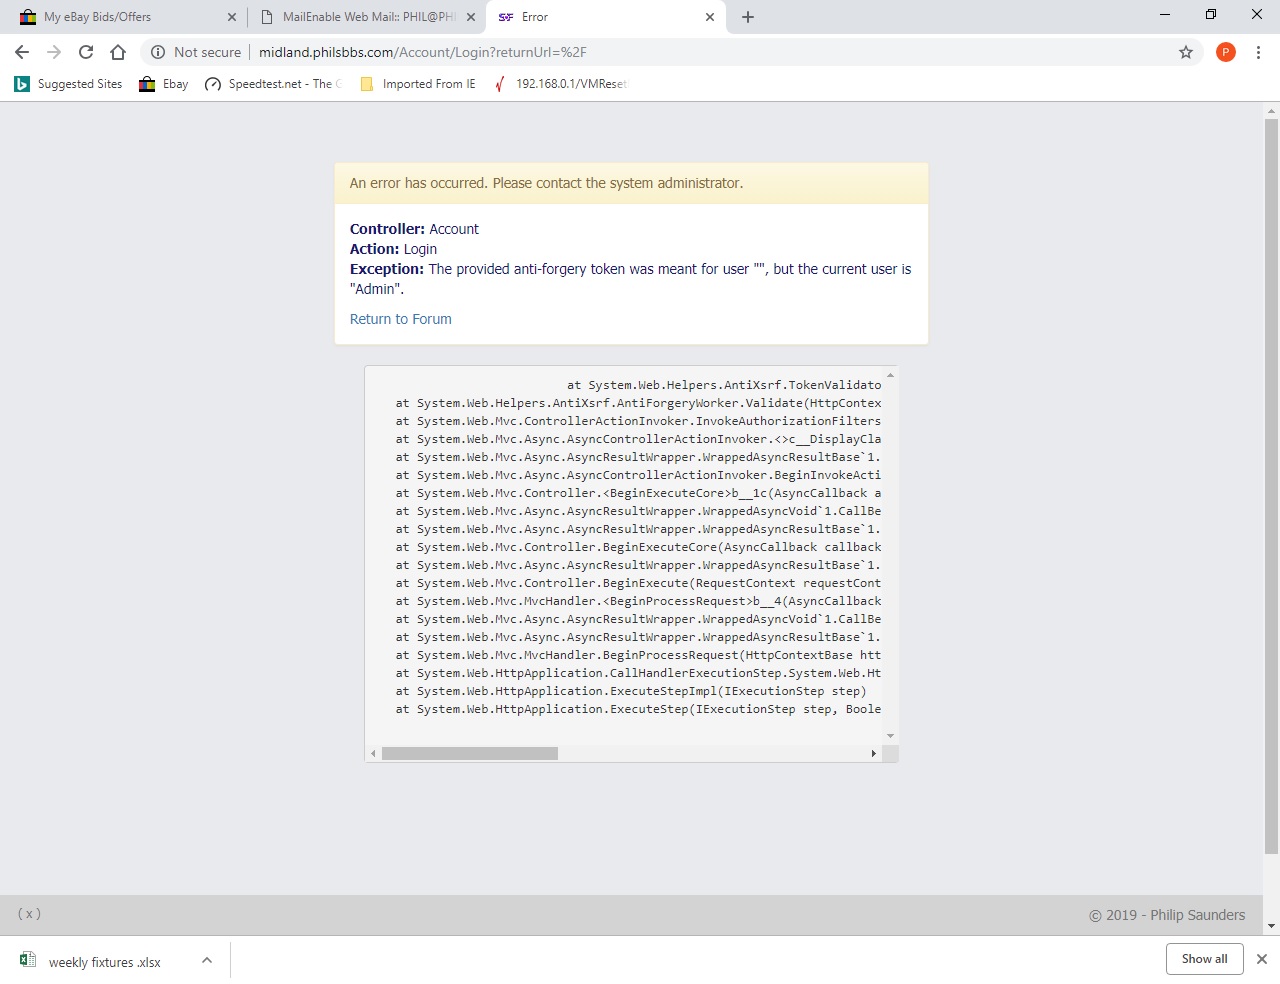 My eBay Bids/Offers
MailEnable Web Mail:: PHIL@PHI
Error
Not secure
midland.philsbbs.com/Account/Login?returnUrl=%2F
P
Suggested Sites
Ebay
Speedtest.net - The G
Imported From IE
192.168.0.1/VMReset
An error has occurred. Please contact the system administrator.
Controller: Account
Action: Login
Exception: The provided anti-forgery token was meant for user "", but the current user is
"Admin".
Return to Forum
at System.Web.Helpers.AntiXsrf.TokenValidato
at System.Web.Helpers.AntiXsrf.AntiForgeryWorker.Validate(HttpContex
at System.Web.Mvc.ControllerActionInvoker.InvokeAuthorizationFilters
at System.Web.Mvc.Async.AsyncControllerActionInvoker.<>c__DisplayCla
at System.Web.Mvc.Async.AsyncResultWrapper.WrappedAsyncResultBase`1.
at System.Web.Mvc.Async.AsyncControllerActionInvoker.BeginInvokeActi
at System.Web.Mvc.Controller.<BeginExecuteCore>b__1c(AsyncCallback a
at System.Web.Mvc.Async.AsyncResultWrapper.WrappedAsyncVoid`1.CallBe
at System.Web.Mvc.Async.AsyncResultWrapper.WrappedAsyncResultBase`1.
at System.Web.Mvc.Controller.BeginExecuteCore(AsyncCallback callback
at System.Web.Mvc.Async.AsyncResultWrapper.WrappedAsyncResultBase`1.
at System.Web.Mvc.Controller.BeginExecute(RequestContext requestCont
at System.Web.Mvc.MvcHandler.<BeginProcessRequest>b__4(AsyncCallback
at System.Web.Mvc.Async.AsyncResultWrapper.WrappedAsyncVoid`1.CallBe
at System.Web.Mvc.Async.AsyncResultWrapper.WrappedAsyncResultBase`1.
at System.Web.Mvc.MvcHandler.BeginProcessRequest(HttpContextBase htt
at System.Web.HttpApplication.CallHandlerExecutionStep.System.Web.Ht
at System.Web.HttpApplication.ExecuteStepImpl(IExecutionStep step)
at System.Web.HttpApplication.ExecuteStep(IExecutionStep step, Boole
( x )
© 2019 - Philip Saunders
weekly fixtures .xlsx
Show all